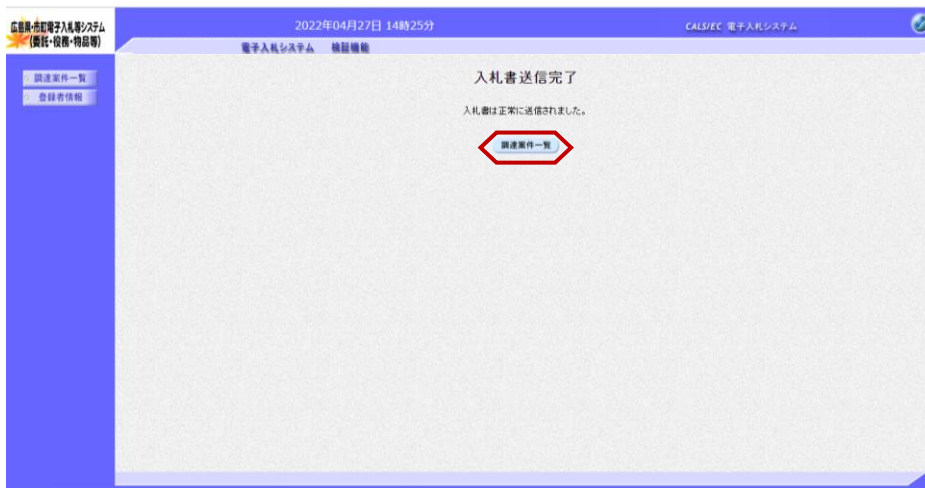 広島県・市町電子入札等システム
(委託・役務・物品等)
2022年04月27日 14時25分
CALS/EC 電子入札システム
電子入札システム 検証機能
調達案件一覧
登録者情報
入札書送信完了
入札書は正常に送信されました。
調達案件一覧